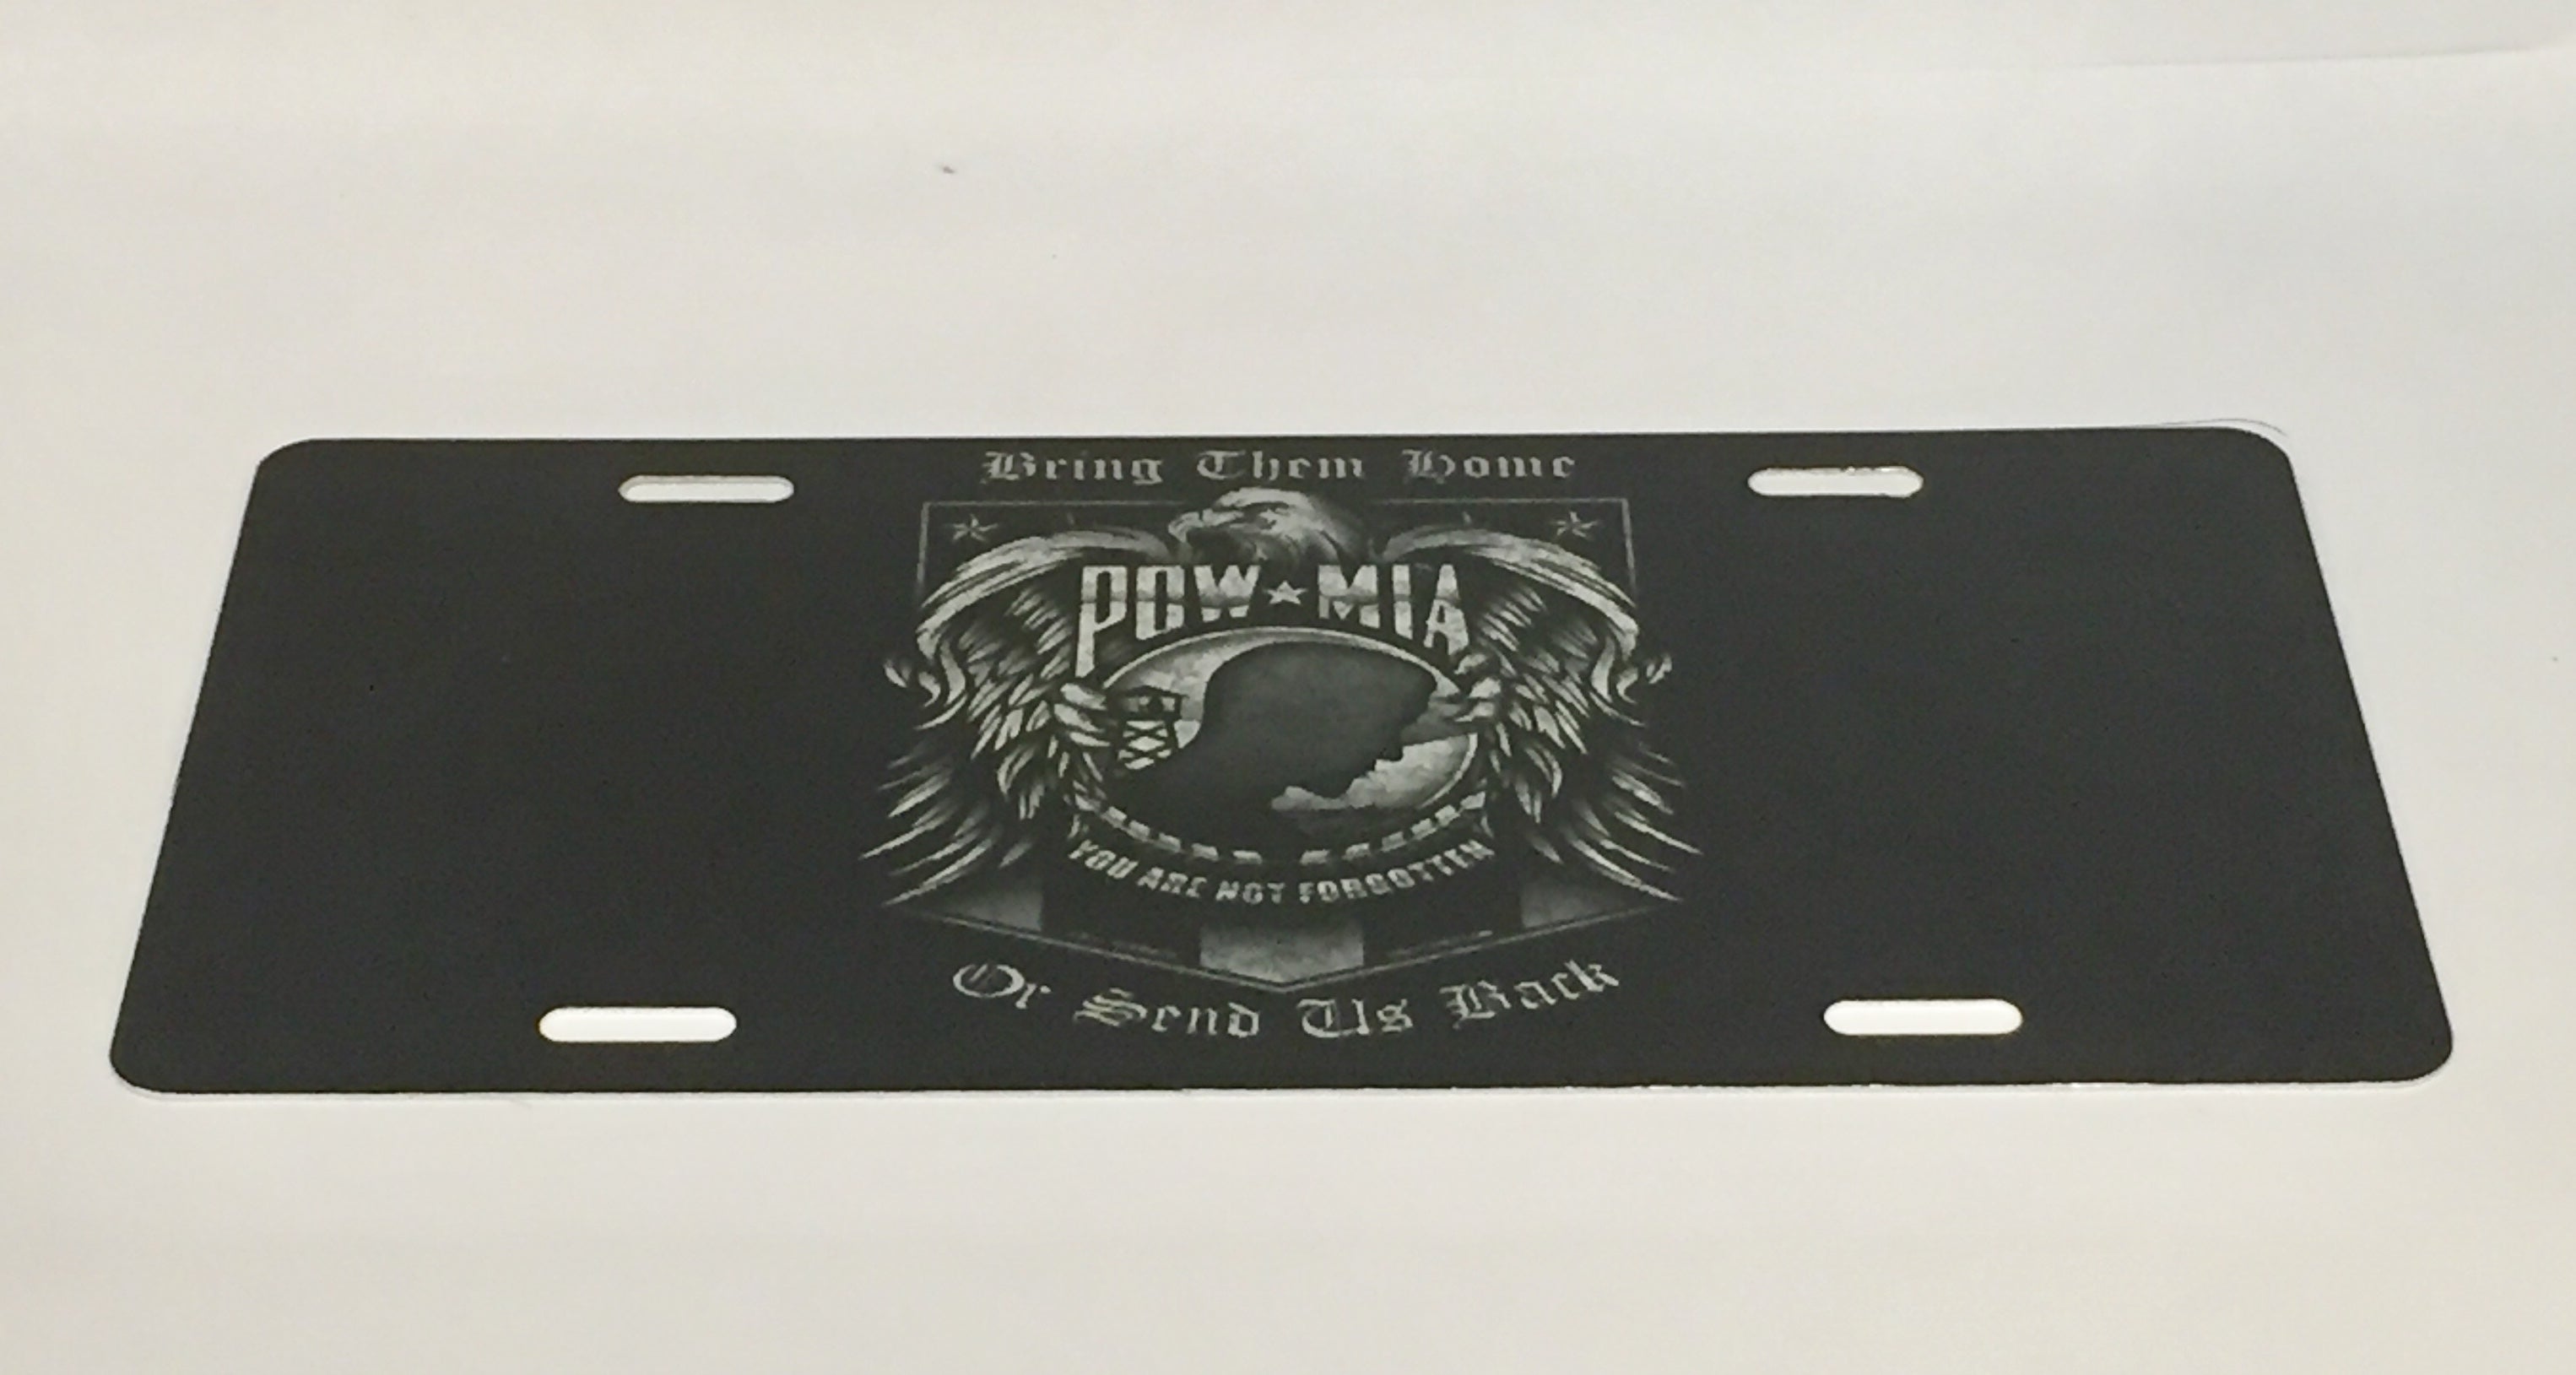 Bring Them Home
POW★MIA
YOU ARE NOT FORGOTTEN
Or Send Us Back